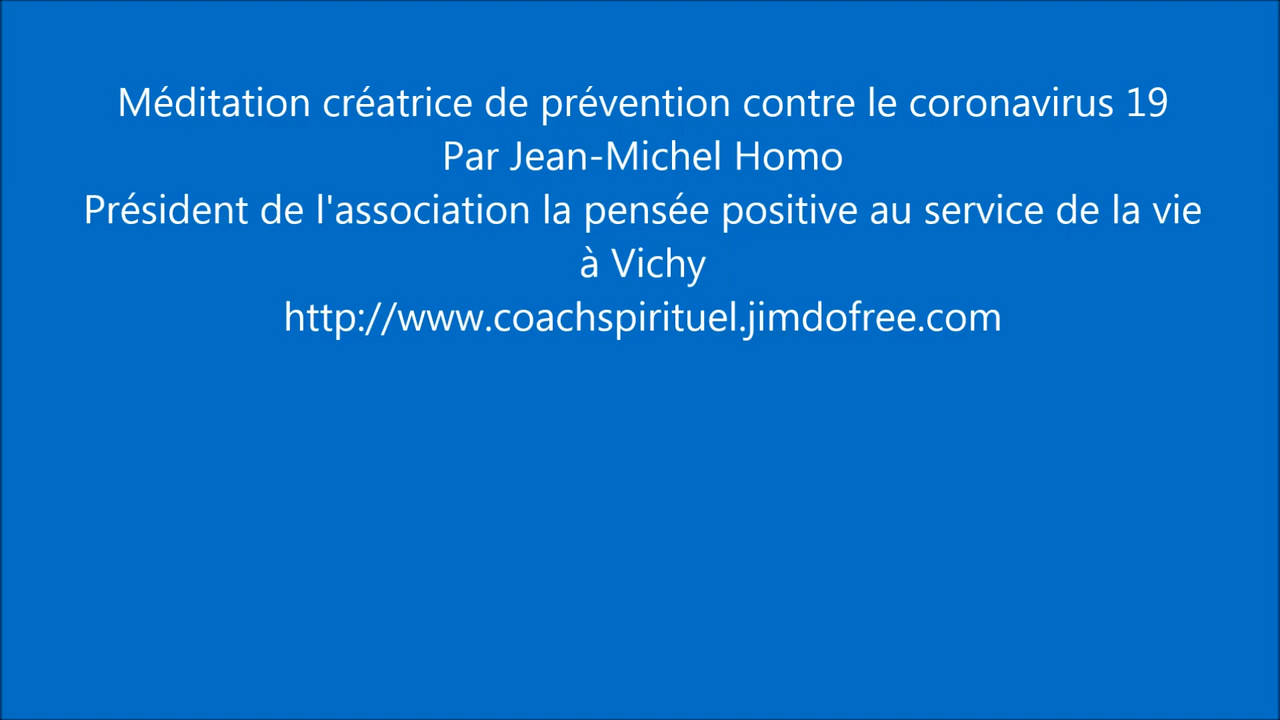 Méditation créatrice de prévention contre le coronavirus 19
Par Jean-Michel Homo
Président de l'association la pensée positive au service de la vie
à Vichy
http://www.coachspirituel.jimdofree.com